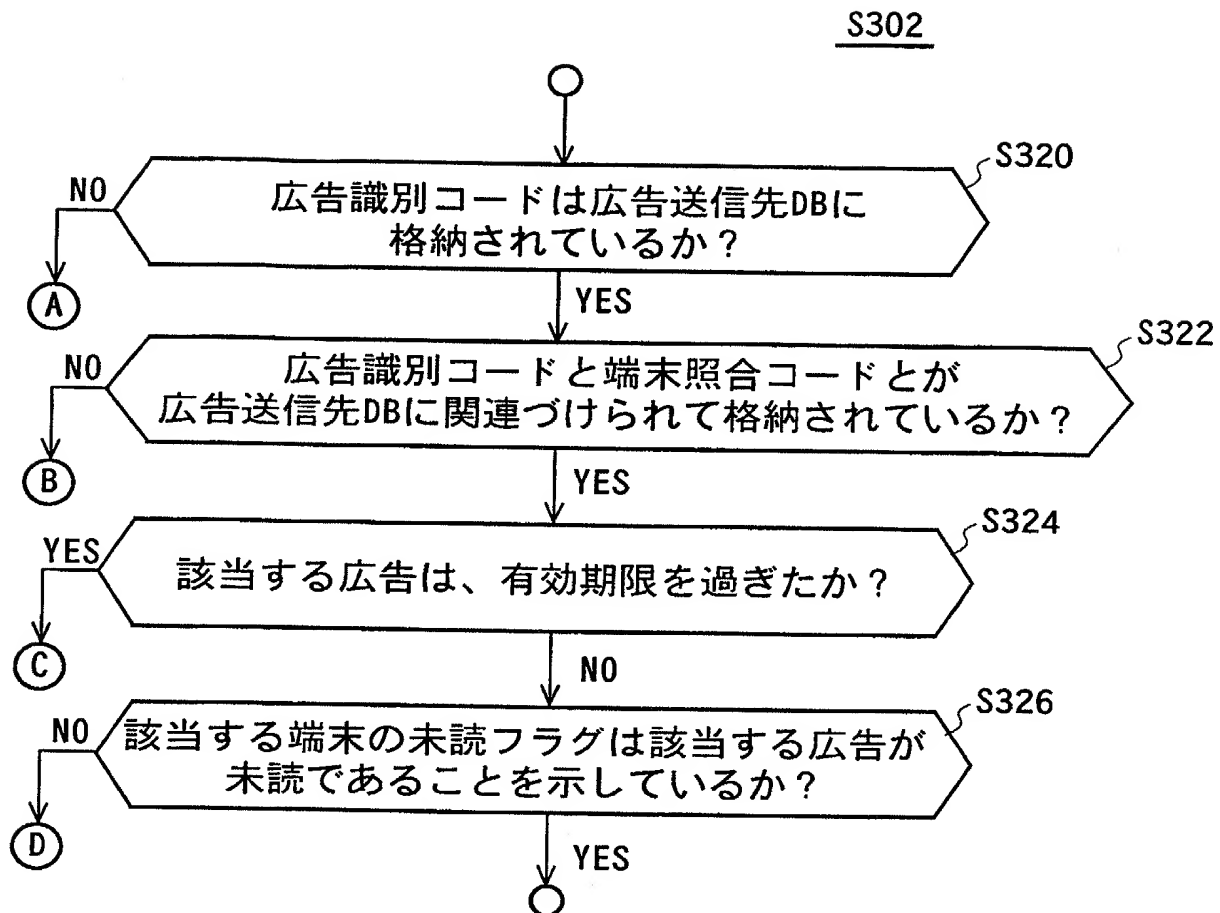 S302
S320
NO
広告識別コードは広告送信先DBに
格納されているか？
A
YES
S322
NO
広告識別コードと端末照合コードとが
広告送信先DBに関連づけられて格納されているか？
B
YES
S324
YES
該当する広告は、有効期限を過ぎたか？
C
NO
S326
NO
該当する端末の未読フラグは該当する広告が
未読であることを示しているか？
D
YES